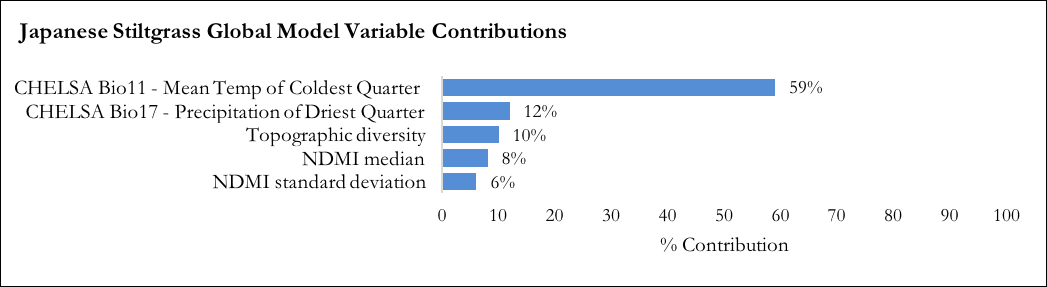 Japanese Stiltgrass Global Model Variable Contributions
CHELSA Bio11 - Mean Temp of Coldest Quarter 59%
CHELSA Bio17 - Precipitation of Driest Quarter 12%
Topographic diversity 10%
NDMI median 8%
NDMI standard deviation 6%
0 10 20 30 40 50 60 70 80 90 100
% Contribution